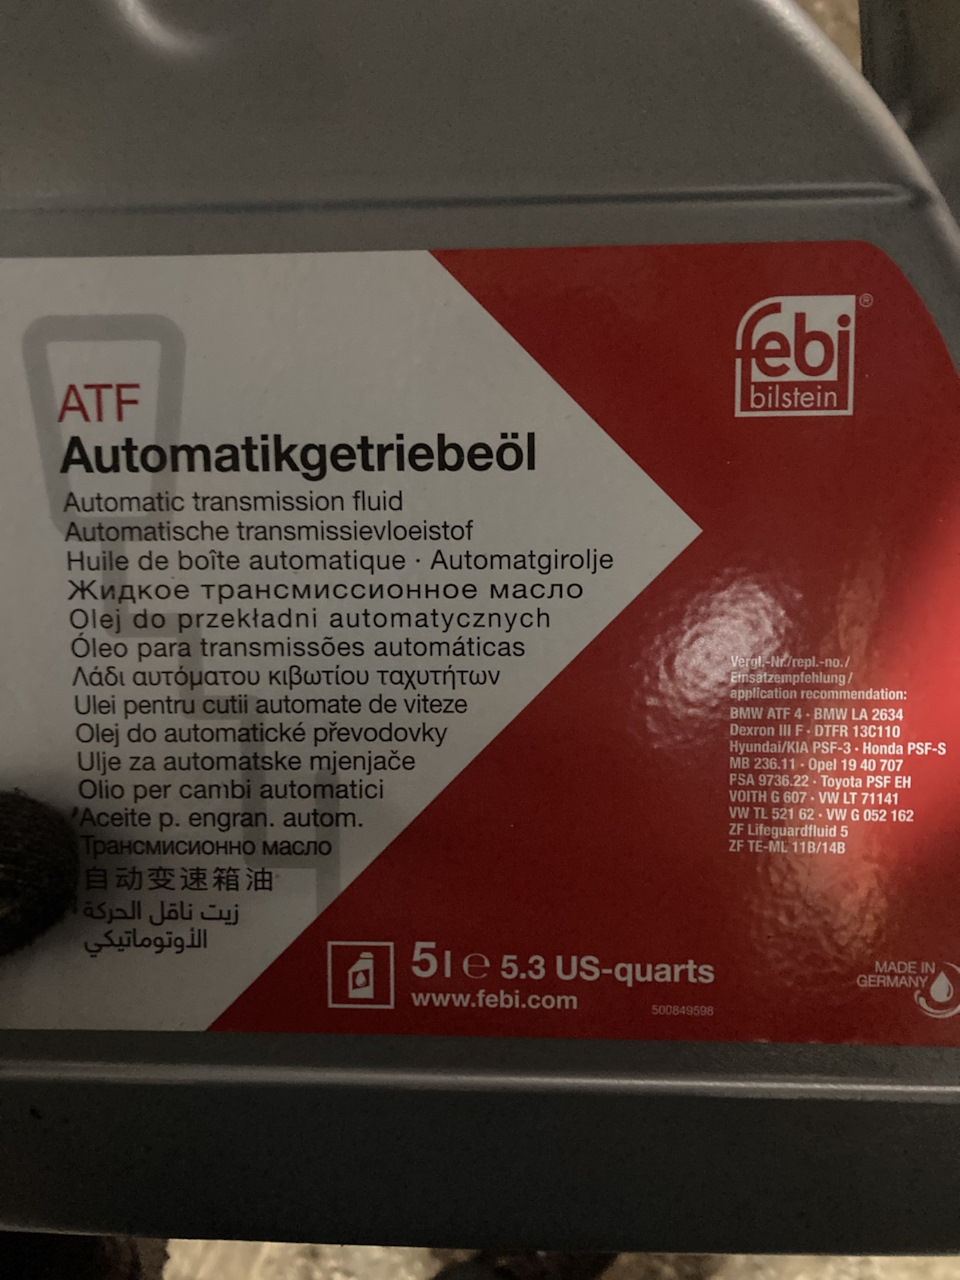 febi®
bilstein
ATF
Automatikgetriebeöl
Automatic transmission fluid
Automatische transmissievloeistof
Huile de boîte automatique · Automatgirolje
Жидкое трансмиссионное масло
Olej do przekładni automatycznych
Óleo para transmissões automáticas
Λάδι αυτόματου κιβωτίου ταχυτήτων
Ulei pentru cutii automate de viteze
Olej do automatické převodovky
Ulje za automatske mjenjače
Olio per cambi automatici
Aceite p. engran. autom.
Трансмисионно масло
自动变速箱油
زيت ناقل الحركة
الأوتوماتيكي
Vergl.-Nr./repl.-no./
Einsatzempfehlung/
application recommendation:
BMW ATF 4 · BMW LA 2634
Dexron III F · DTFR 13C110
Hyundai/KIA PSF-3 · Honda PSF-S
MB 236.11 · Opel 19 40 707
PSA 9736.22 · Toyota PSF EH
VOITH G 607 · VW LT 71141
VW TL 521 62 · VW G 052 162
ZF Lifeguardfluid 5
ZF TE-ML 11B/14B
5 l e 5.3 US-quarts
www.febi.com
500849598
MADE IN
GERMANY